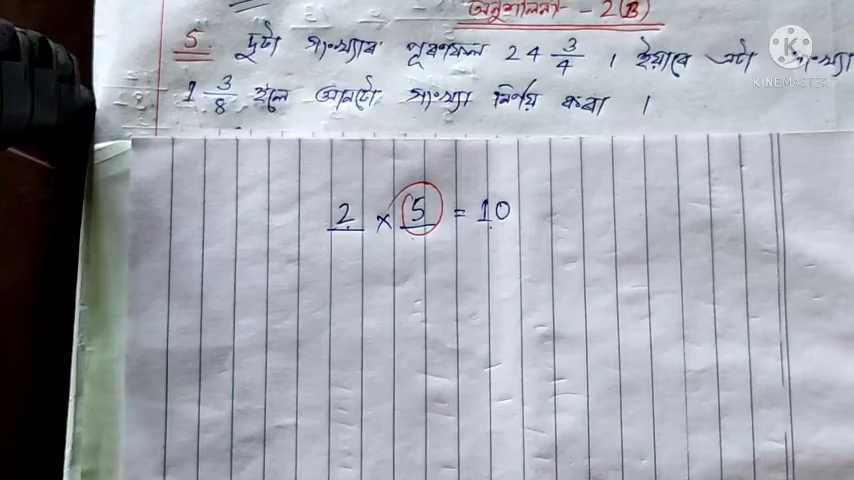 অনুশীলনী - 2(B)
5. দুটা সংখ্যাৰ পূৰণফল 24 3/4 । ইয়াৰে এটা সংখ্যা
1 3/8 হ'লে আনটো সংখ্যা নিৰ্ণয় কৰা ।
2 × 5 = 10
KINEMASTER